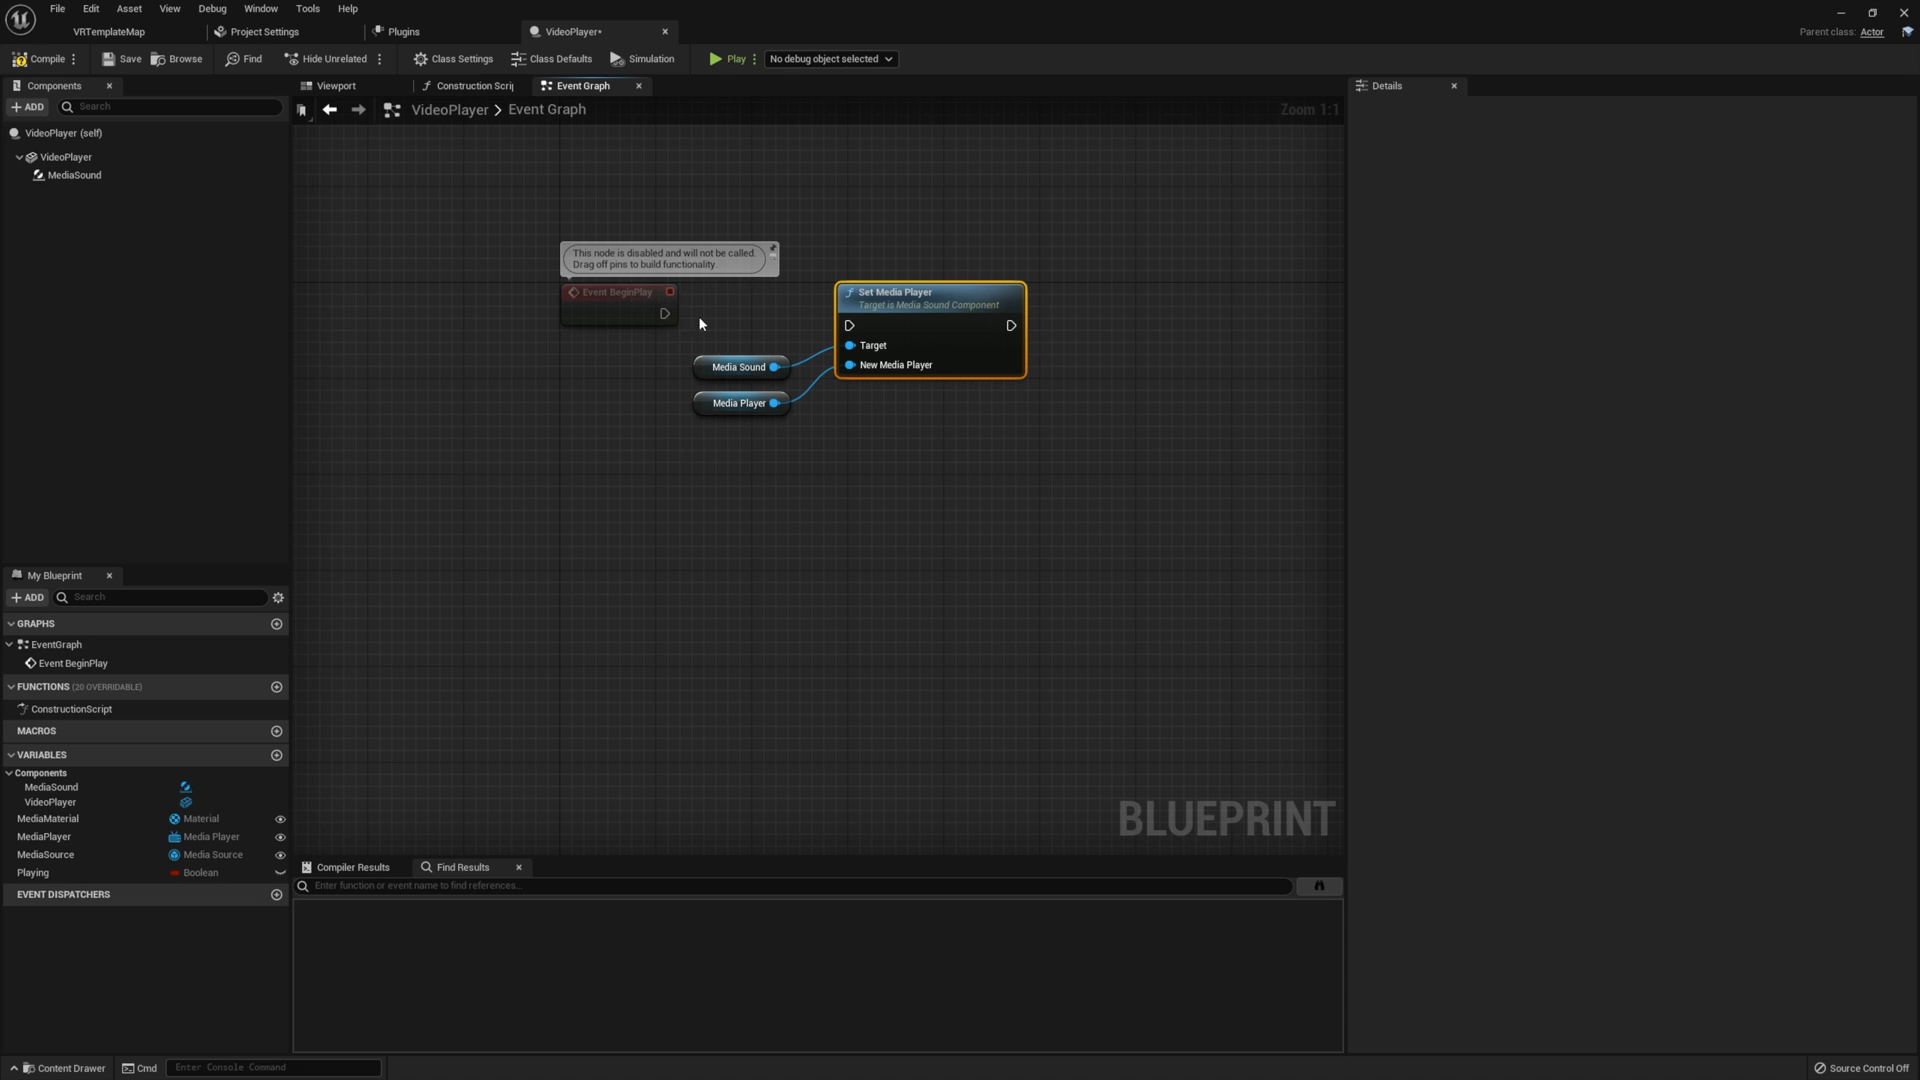 File Edit Asset View Debug Window Tools Help
VRTemplateMap Project Settings Plugins VideoPlayer*
Parent class: Actor
Compile Save Browse Find Hide Unrelated Class Settings Class Defaults Simulation Play No debug object selected
Components
ADD Search
VideoPlayer (self)
VideoPlayer
MediaSound
Viewport Construction Scrip Event Graph
VideoPlayer > Event Graph
Zoom 1:1
Details
This node is disabled and will not be called.
Drag off pins to build functionality.
Event BeginPlay
Set Media Player
Target is Media Sound Component
Target
New Media Player
Media Sound
Media Player
BLUEPRINT
My Blueprint
ADD Search
GRAPHS
EventGraph
Event BeginPlay
FUNCTIONS (20 OVERRIDABLE)
ConstructionScript
MACROS
VARIABLES
Components
MediaSound
VideoPlayer
MediaMaterial Material
MediaPlayer Media Player
MediaSource Media Source
Playing Boolean
EVENT DISPATCHERS
Compiler Results Find Results
Enter function or event name to find references...
Content Drawer Cmd Enter Console Command
Source Control Off